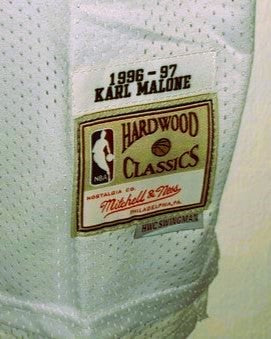 1996 - 97
KARL MALONE
HARDWOOD
CLASSICS
NBA
NOSTALGIA CO.
Mitchell & Ness
PHILADELPHIA, PA.
HWC SWINGMAN